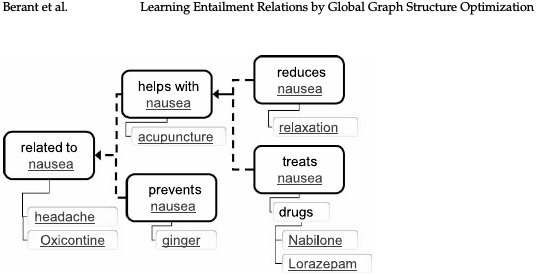 Berant et al.
Learning Entailment Relations by Global Graph Structure Optimization
reduces
nausea
helps with
nausea
relaxation
acupuncture
related to
nausea
treats
nausea
prevents
nausea
drugs
headache
Oxicontine
ginger
Nabilone
Lorazepam